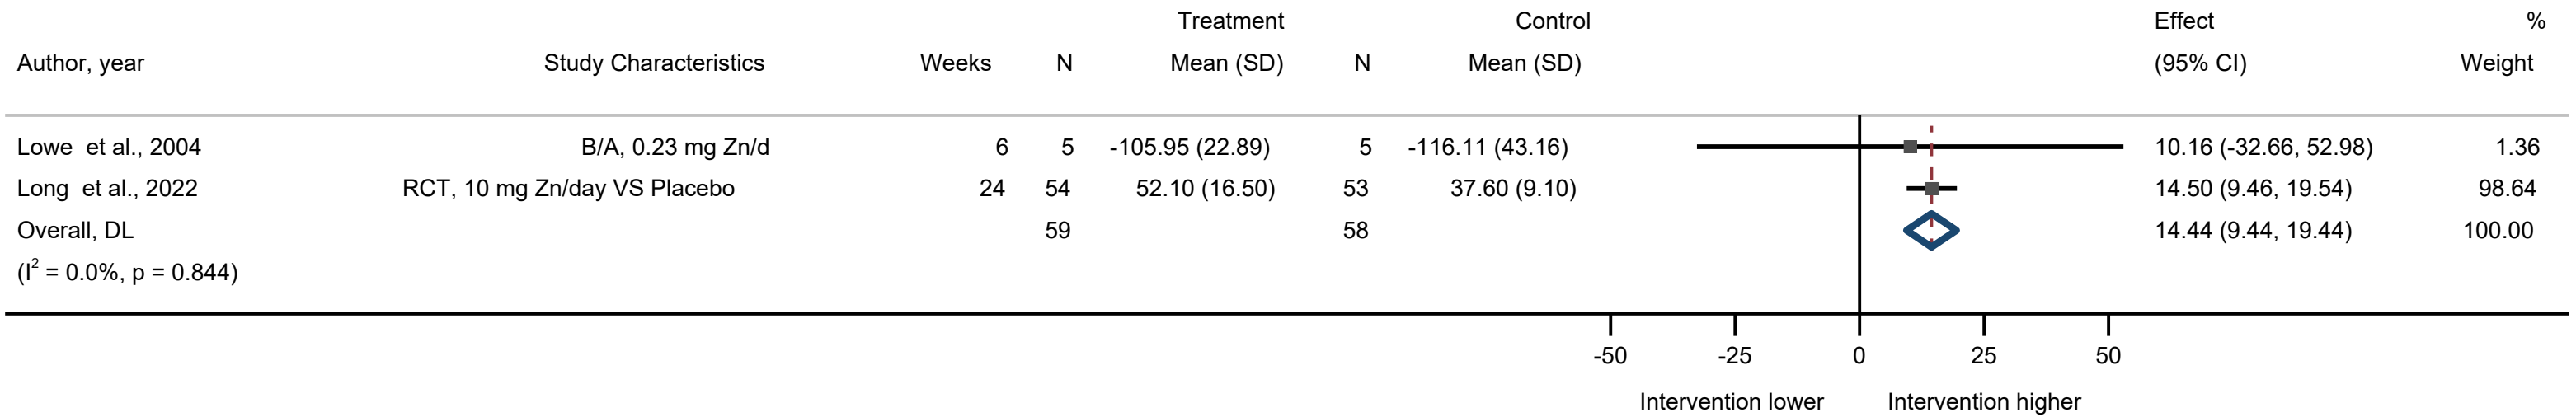 Treatment Control Effect %
Author, year Study Characteristics Weeks N Mean (SD) N Mean (SD) (95% CI) Weight
Lowe et al., 2004 B/A, 0.23 mg Zn/d 6 5 -105.95 (22.89) 5 -116.11 (43.16) 10.16 (-32.66, 52.98) 1.36
Long et al., 2022 RCT, 10 mg Zn/day VS Placebo 24 54 52.10 (16.50) 53 37.60 (9.10) 14.50 (9.46, 19.54) 98.64
Overall, DL 59 58 14.44 (9.44, 19.44) 100.00
(I² = 0.0%, p = 0.844)
-50 -25 0 25 50
Intervention lower Intervention higher